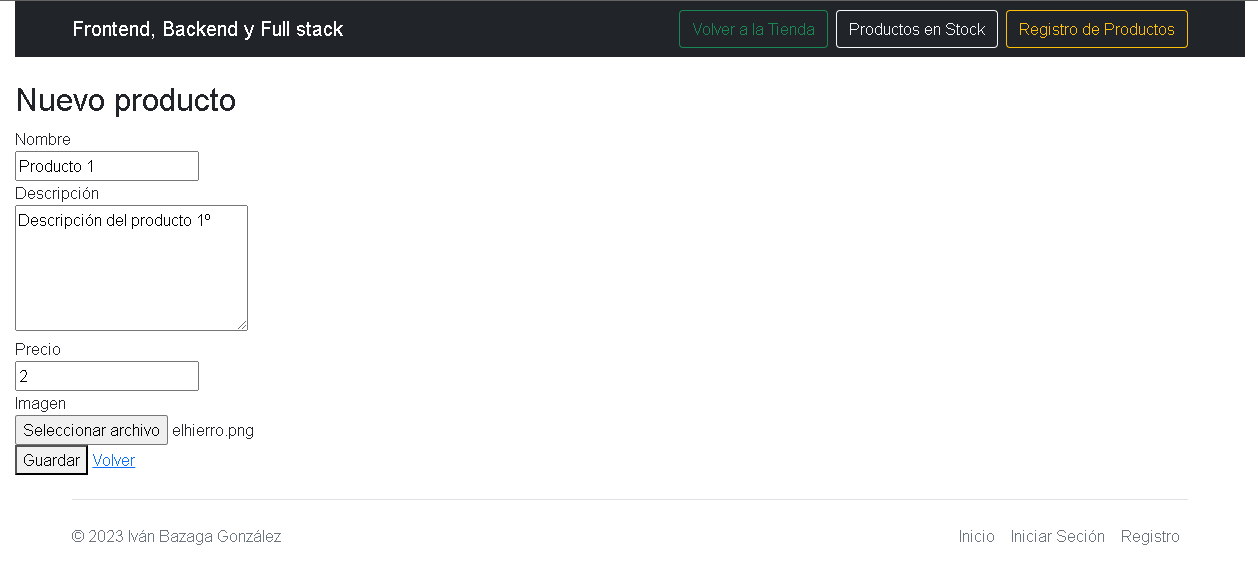 Frontend, Backend y Full stack
Volver a la Tienda
Productos en Stock
Registro de Productos
Nuevo producto
Nombre
Producto 1
Descripción
Descripción del producto 1º
Precio
2
Imagen
Seleccionar archivo elhierro.png
Guardar Volver
© 2023 Iván Bazaga González
Inicio Iniciar Seción Registro